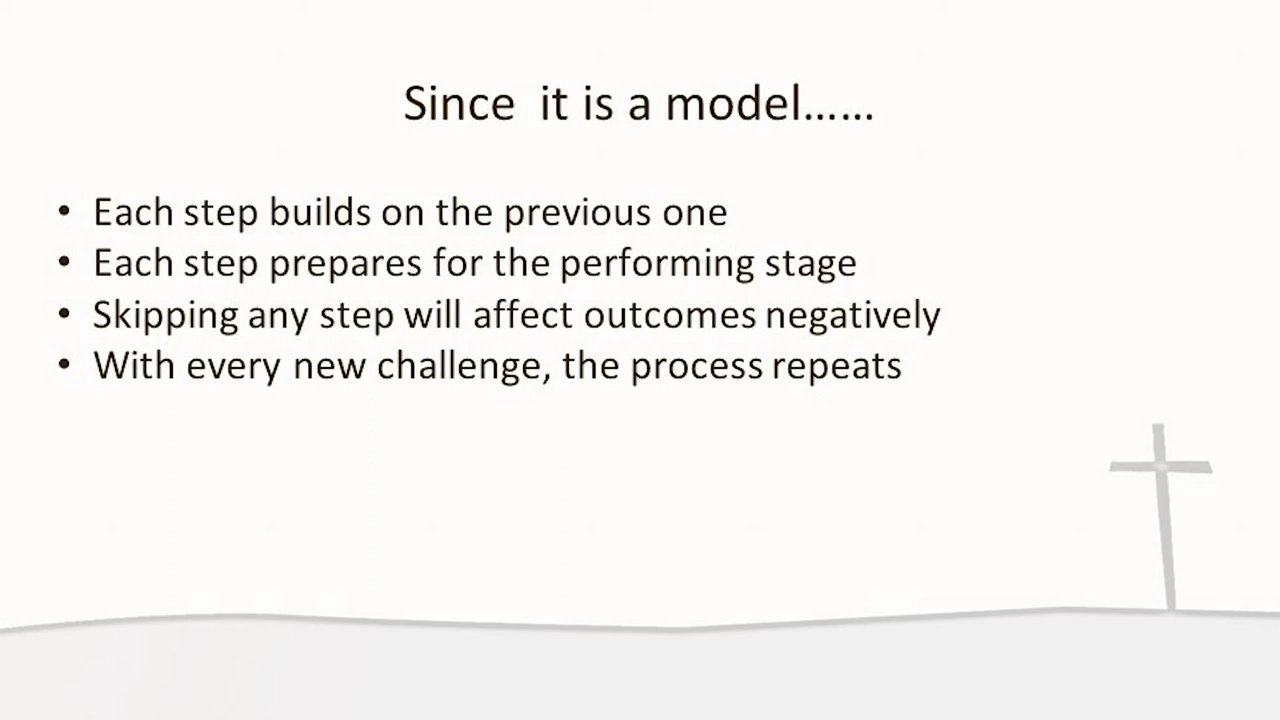 Since  it is a model……
• Each step builds on the previous one
• Each step prepares for the performing stage
• Skipping any step will affect outcomes negatively
• With every new challenge, the process repeats